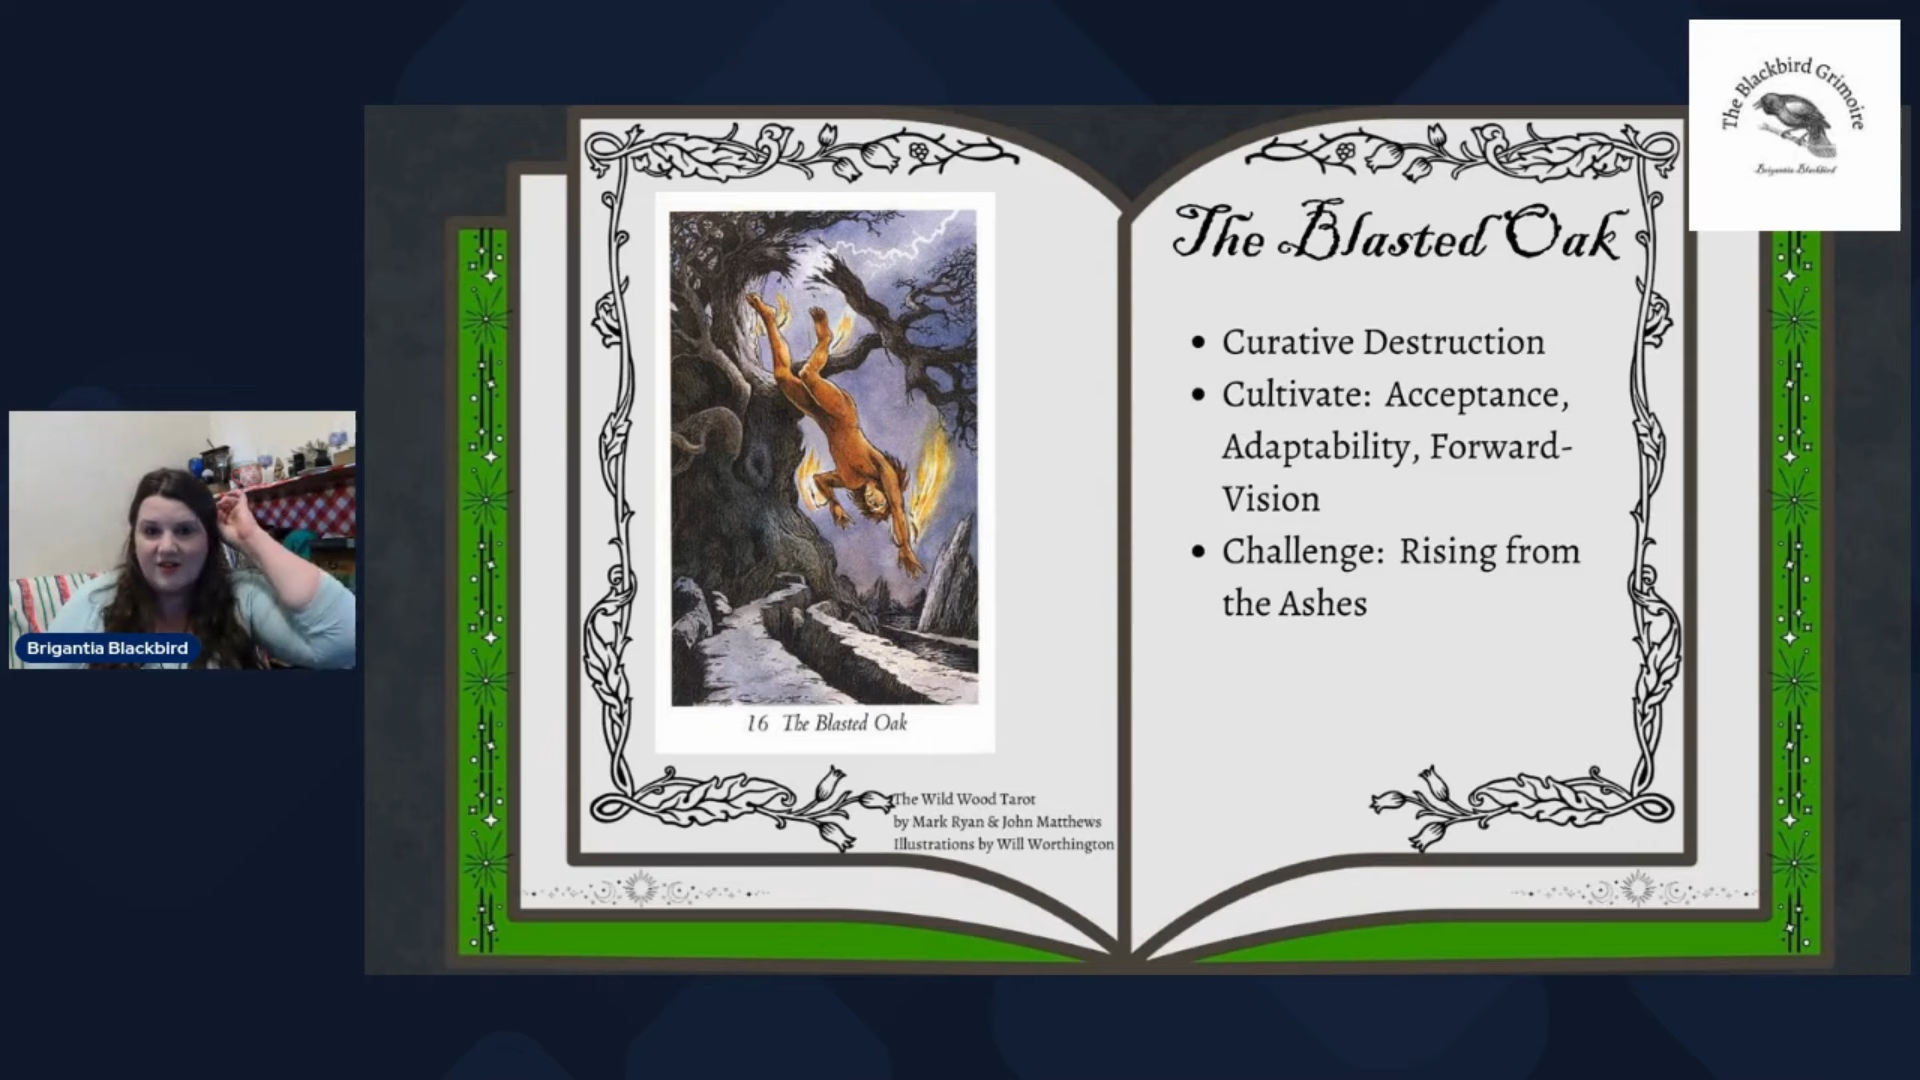 The Blackbird Grimoire
Brigantia Blackbird
The Blasted Oak
• Curative Destruction
• Cultivate: Acceptance,
Adaptability, Forward-
Vision
• Challenge: Rising from
the Ashes
16 The Blasted Oak
The Wild Wood Tarot
by Mark Ryan & John Matthews
Illustrations by Will Worthington
Brigantia Blackbird